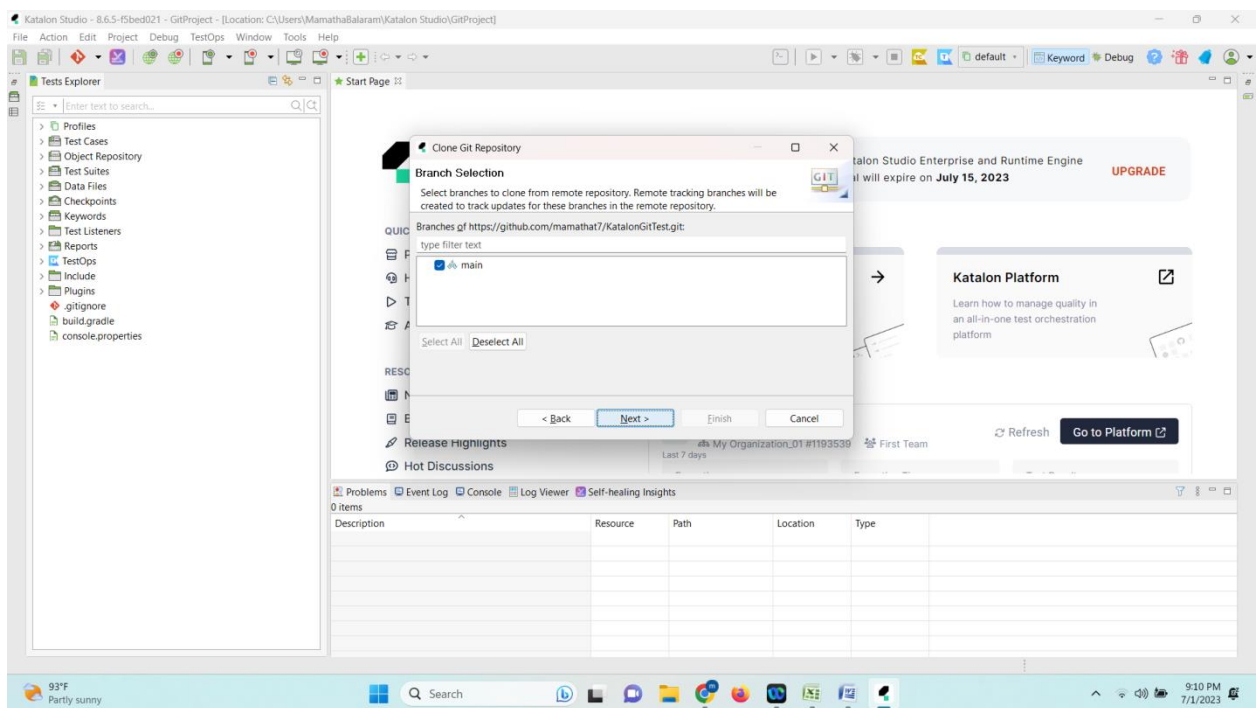 Katalon Studio - 8.6.5-f5bed021 - GitProject - [Location: C:\Users\MamathaBalaram\Katalon Studio\GitProject]
File Action Edit Project Debug TestOps Window Tools Help
default
Keyword
Debug
Tests Explorer
Start Page
Enter text to search...
Profiles
Test Cases
Object Repository
Test Suites
Data Files
Checkpoints
Keywords
Test Listeners
Reports
TestOps
Include
Plugins
.gitignore
build.gradle
console.properties
Clone Git Repository
Branch Selection
Select branches to clone from remote repository. Remote tracking branches will be
created to track updates for these branches in the remote repository.
GIT
Branches of https://github.com/mamathat7/KatalonGitTest.git:
type filter text
main
Select All Deselect All
< Back Next > Finish Cancel
talon Studio Enterprise and Runtime Engine
al will expire on July 15, 2023
UPGRADE
QUIC
RESC
Katalon Platform
Learn how to manage quality in
an all-in-one test orchestration
platform
Release Highlights
Hot Discussions
My Organization_01 #1193539 First Team
Last 7 days
Refresh
Go to Platform
Problems Event Log Console Log Viewer Self-healing Insights
0 items
Description Resource Path Location Type
93°F
Partly sunny
Search
9:10 PM
7/1/2023